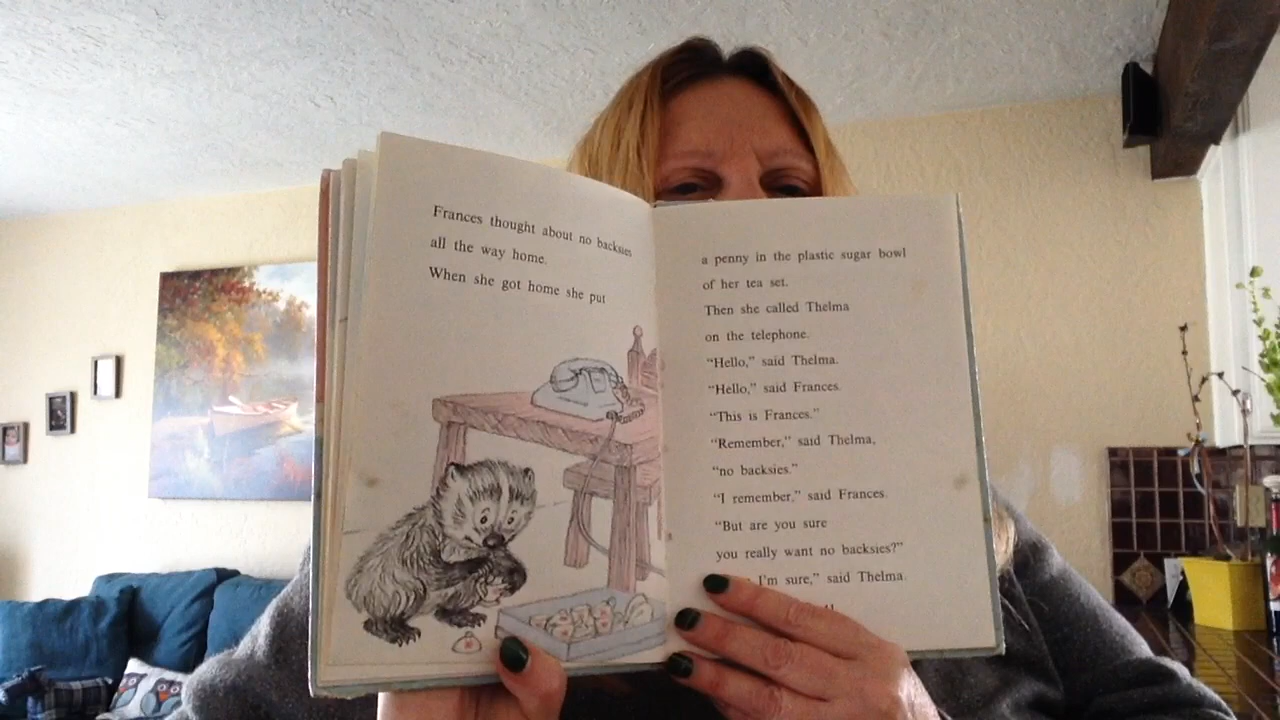 Frances thought about no backsies
all the way home.
When she got home she put
a penny in the plastic sugar bowl
of her tea set.
Then she called Thelma
on the telephone.
“Hello,” said Thelma.
“Hello,” said Frances.
“This is Frances.”
“Remember,” said Thelma,
“no backsies.”
“I remember,” said Frances.
“But are you sure
you really want no backsies?”
I'm sure,” said Thelma.